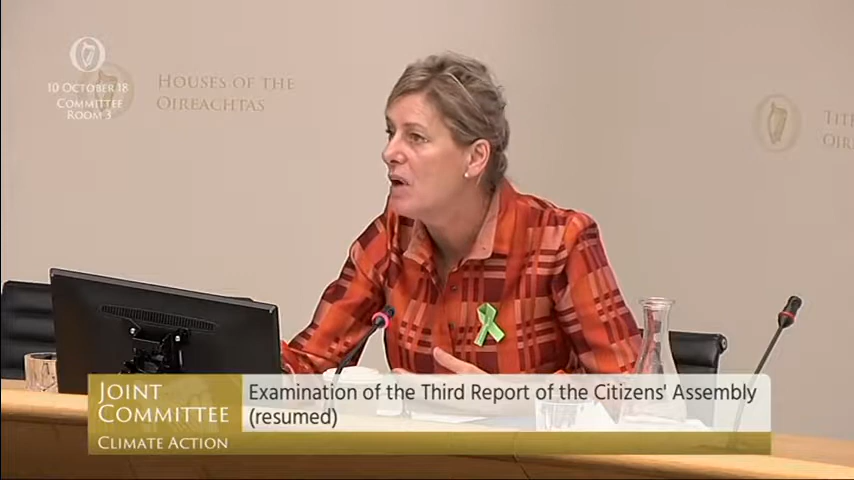 10 October 18
Committee
Room 3
Houses of the
Oireachtas
Joint
Committee
Climate Action
Examination of the Third Report of the Citizens' Assembly
(resumed)